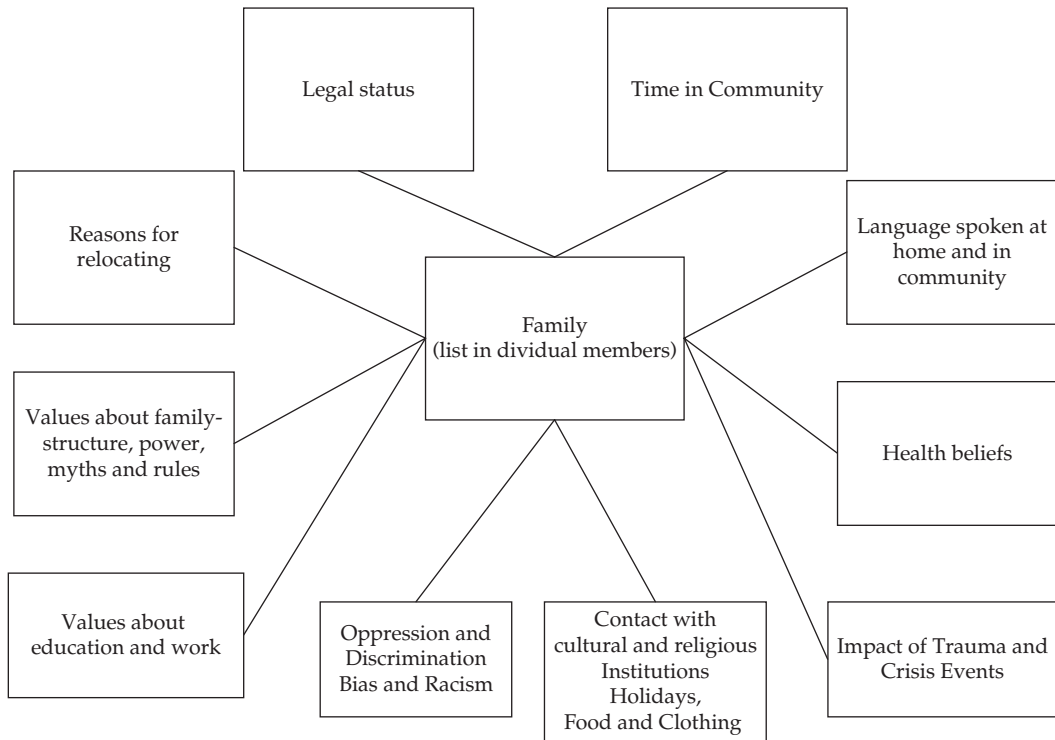 Legal status
Time in Community
Reasons for
relocating
Language spoken at
home and in
community
Family
(list in dividual members)
Values about family-
structure, power,
myths and rules
Health beliefs
Values about
education and work
Oppression and
Discrimination
Bias and Racism
Contact with
cultural and religious
Institutions
Holidays,
Food and Clothing
Impact of Trauma and
Crisis Events